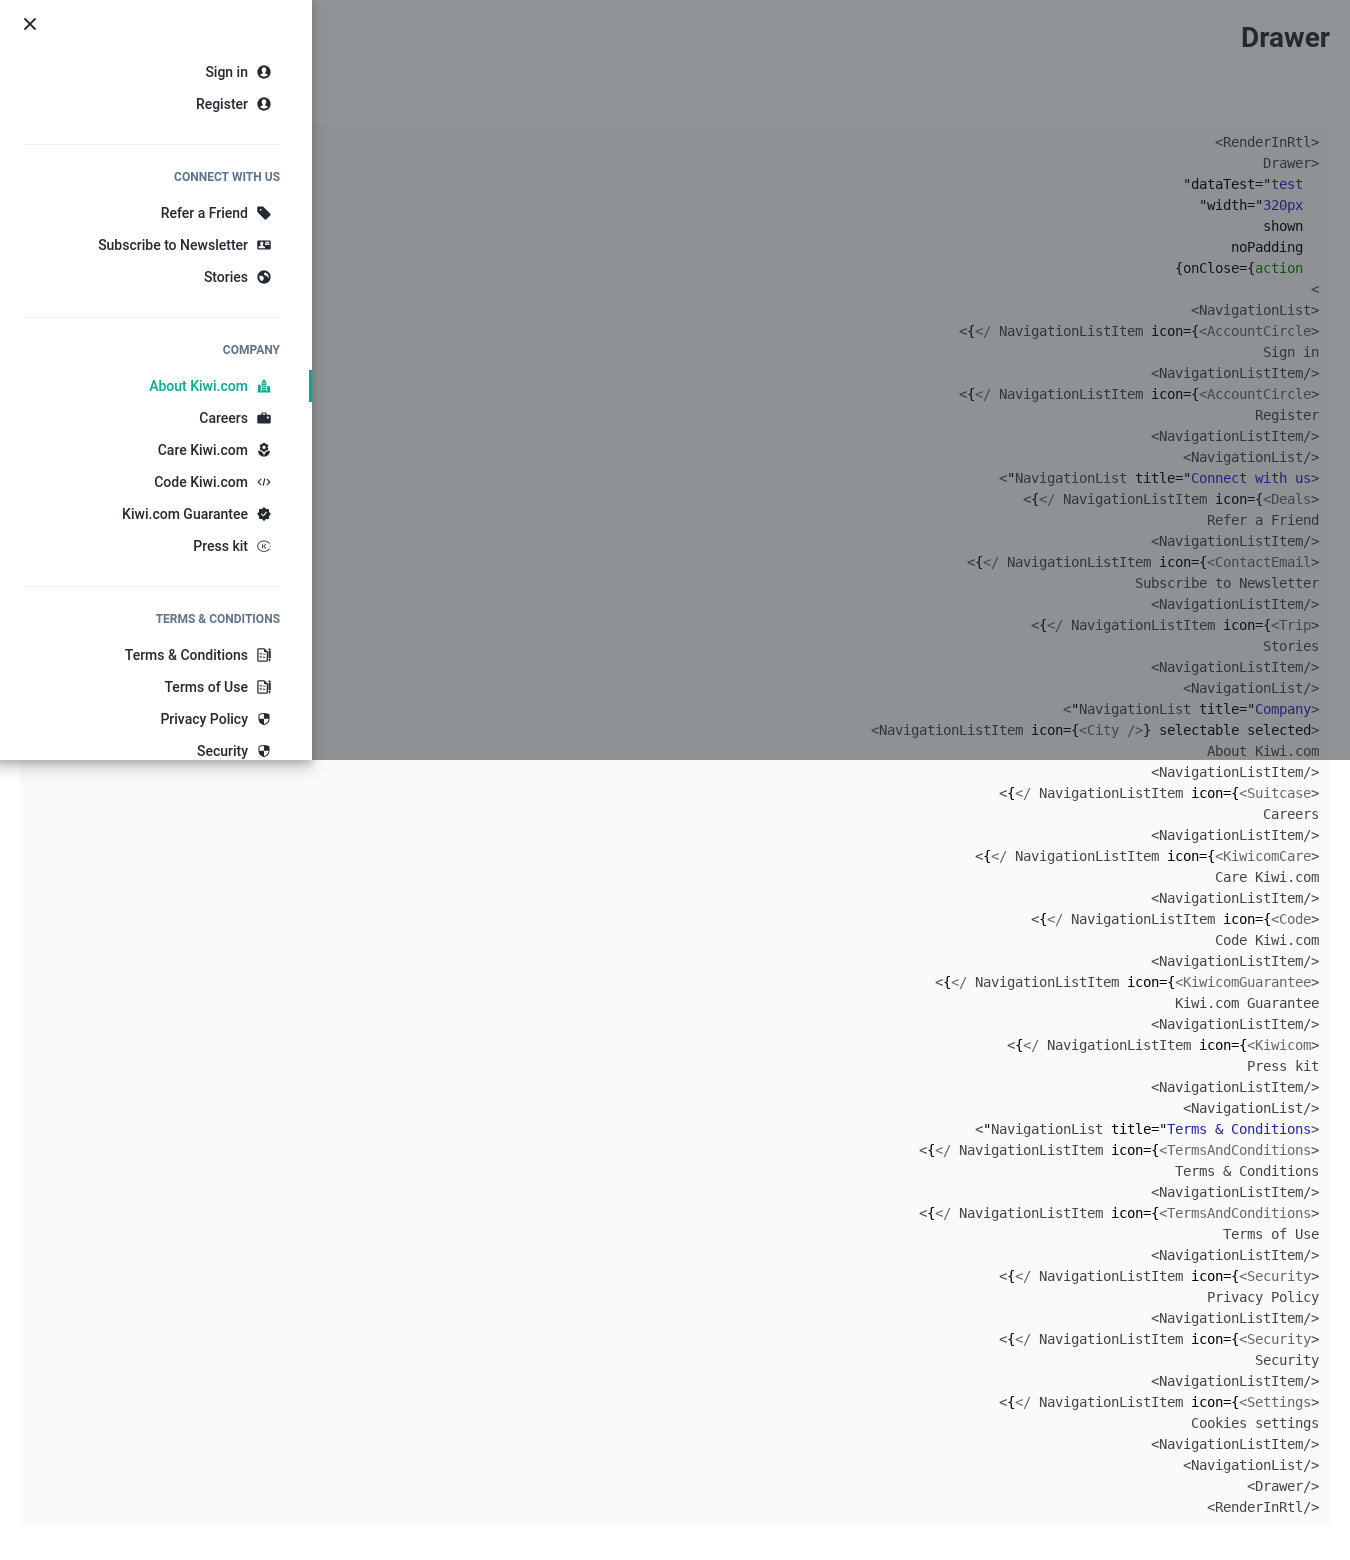 Sign in
Register
CONNECT WITH US
Refer a Friend
Subscribe to Newsletter
Stories
COMPANY
About Kiwi.com
Careers
Care Kiwi.com
Code Kiwi.com
Kiwi.com Guarantee
Press kit
TERMS & CONDITIONS
Terms & Conditions
Terms of Use
Privacy Policy
Security
Drawer
<RenderInRtl>
Drawer>
"dataTest="test
"width="320px
shown
noPadding
{onClose={action
<
<NavigationList>
<{</ NavigationListItem icon={<AccountCircle>
Sign in
<NavigationListItem/>
<{</ NavigationListItem icon={<AccountCircle>
Register
<NavigationListItem/>
<NavigationList/>
<"NavigationList title="Connect with us>
<{</ NavigationListItem icon={<Deals>
Refer a Friend
<NavigationListItem/>
<{</ NavigationListItem icon={<ContactEmail>
Subscribe to Newsletter
<NavigationListItem/>
<{</ NavigationListItem icon={<Trip>
Stories
<NavigationListItem/>
<NavigationList/>
<"NavigationList title="Company>
<NavigationListItem icon={<City />} selectable selected>
About Kiwi.com
<NavigationListItem/>
<{</ NavigationListItem icon={<Suitcase>
Careers
<NavigationListItem/>
<{</ NavigationListItem icon={<KiwicomCare>
Care Kiwi.com
<NavigationListItem/>
<{</ NavigationListItem icon={<Code>
Code Kiwi.com
<NavigationListItem/>
<{</ NavigationListItem icon={<KiwicomGuarantee>
Kiwi.com Guarantee
<NavigationListItem/>
<{</ NavigationListItem icon={<Kiwicom>
Press kit
<NavigationListItem/>
<NavigationList/>
<"NavigationList title="Terms & Conditions>
<{</ NavigationListItem icon={<TermsAndConditions>
Terms & Conditions
<NavigationListItem/>
<{</ NavigationListItem icon={<TermsAndConditions>
Terms of Use
<NavigationListItem/>
<{</ NavigationListItem icon={<Security>
Privacy Policy
<NavigationListItem/>
<{</ NavigationListItem icon={<Security>
Security
<NavigationListItem/>
<{</ NavigationListItem icon={<Settings>
Cookies settings
<NavigationListItem/>
<NavigationList/>
<Drawer/>
<RenderInRtl/>